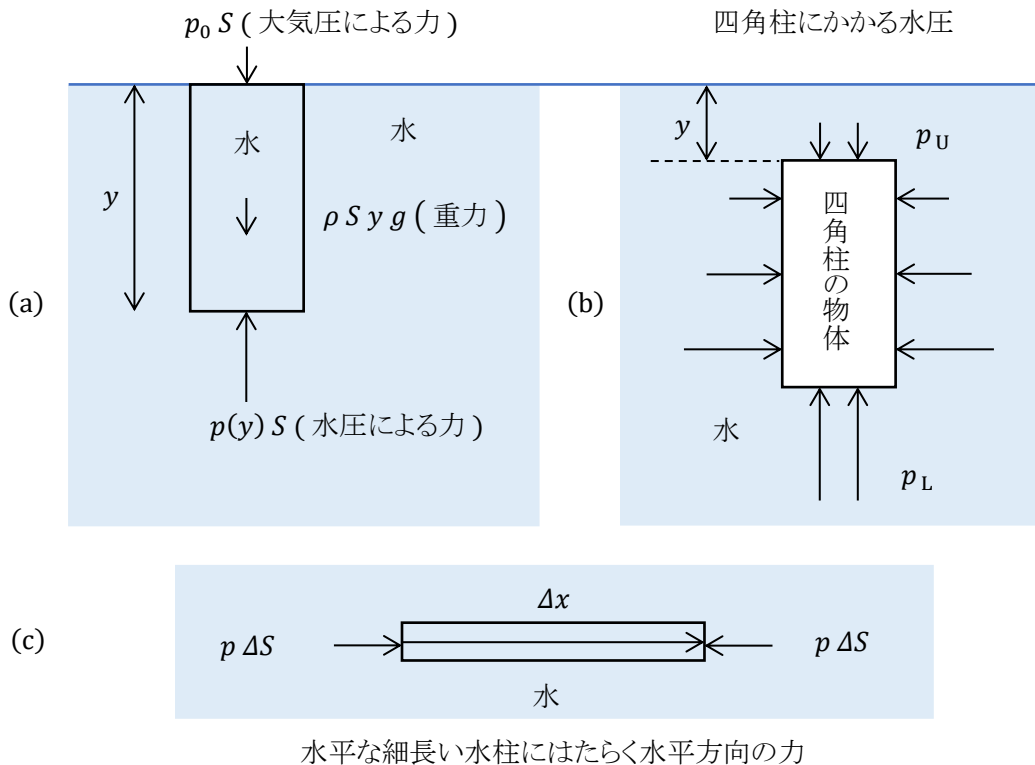 p₀ S ( 大気圧による力 )
四角柱にかかる水圧
水
水
y
ρ S y g ( 重力 )
(a)
p(y) S ( 水圧による力 )
y
p U
四角柱の物体
(b)
水
p L
Δx
(c)
p ΔS
p ΔS
水
水平な細長い水柱にはたらく水平方向の力